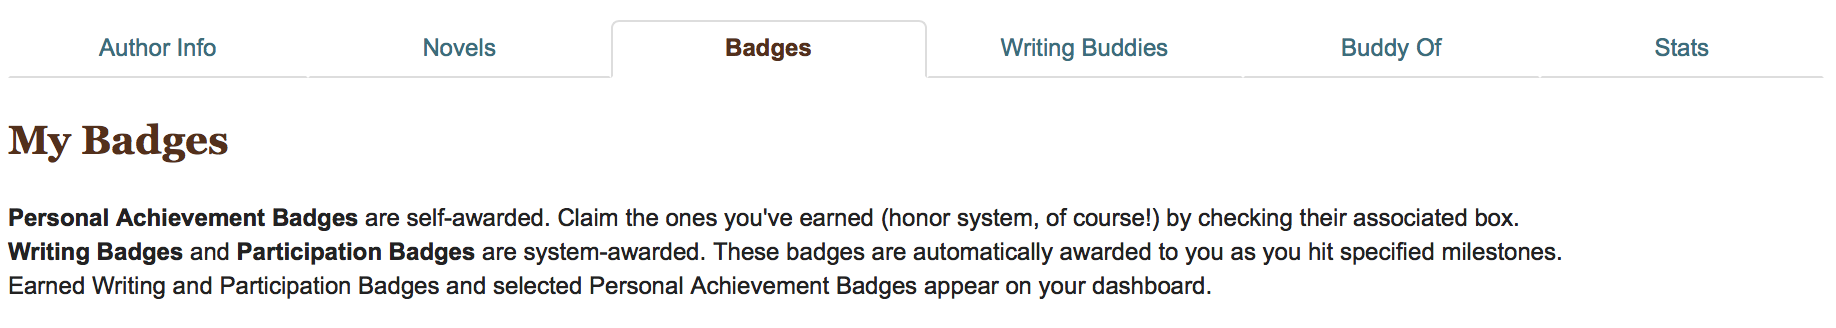 Author Info Novels Badges Writing Buddies Buddy Of Stats
My Badges
Personal Achievement Badges are self-awarded. Claim the ones you've earned (honor system, of course!) by checking their associated box.
Writing Badges and Participation Badges are system-awarded. These badges are automatically awarded to you as you hit specified milestones.
Earned Writing and Participation Badges and selected Personal Achievement Badges appear on your dashboard.